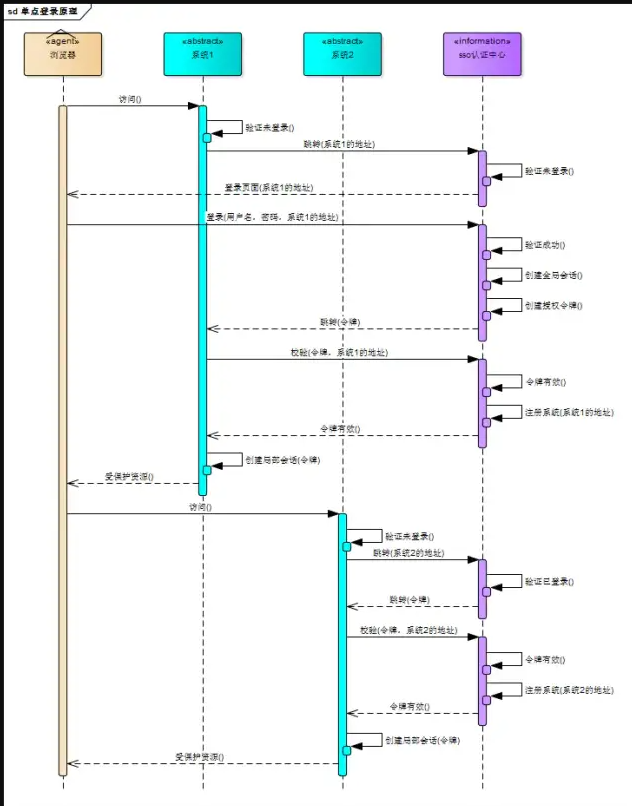 sd 单点登录原理
«agent»
浏览器
«abstract»
系统1
«abstract»
系统2
«information»
sso认证中心
访问()
验证未登录()
跳转(系统1的地址)
验证未登录()
登录页面(系统1的地址)
登录(用户名，密码，系统1的地址)
验证成功()
创建全局会话()
创建授权令牌()
跳转(令牌)
校验(令牌，系统1的地址)
令牌有效()
注册系统(系统1的地址)
令牌有效()
创建局部会话(令牌)
受保护资源()
访问()
验证未登录()
跳转(系统2的地址)
验证已登录()
跳转(令牌)
校验(令牌，系统2的地址)
令牌有效()
注册系统(系统2的地址)
令牌有效()
创建局部会话(令牌)
受保护资源()